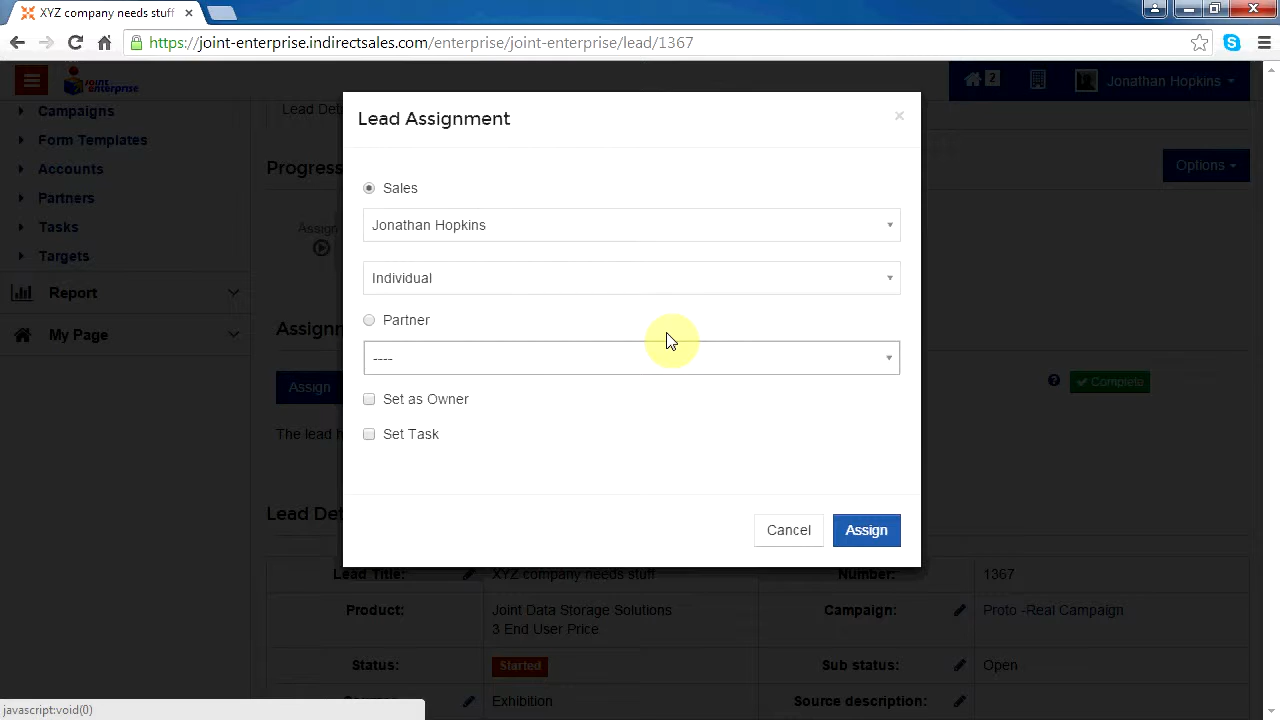 XYZ company needs stuff
https://joint-enterprise.indirectsales.com/enterprise/joint-enterprise/lead/1367
Joint enterprise
2
Jonathan Hopkins
Campaigns
Form Templates
Accounts
Partners
Tasks
Targets
Report
My Page
Lead Det
Progres
Options
Assign
Lead Assignment
×
Sales
Jonathan Hopkins
Individual
Partner
----
Set as Owner
Set Task
Cancel
Assign
Assignn
Assign
Complete
The lead h
Lead Det
Lead Title:
XYZ company needs stuff
Number:
1367
Product:
Joint Data Storage Solutions
3 End User Price
Campaign:
Proto -Real Campaign
Status:
Started
Sub status:
Open
Exhibition
Source description:
javascript:void(0)